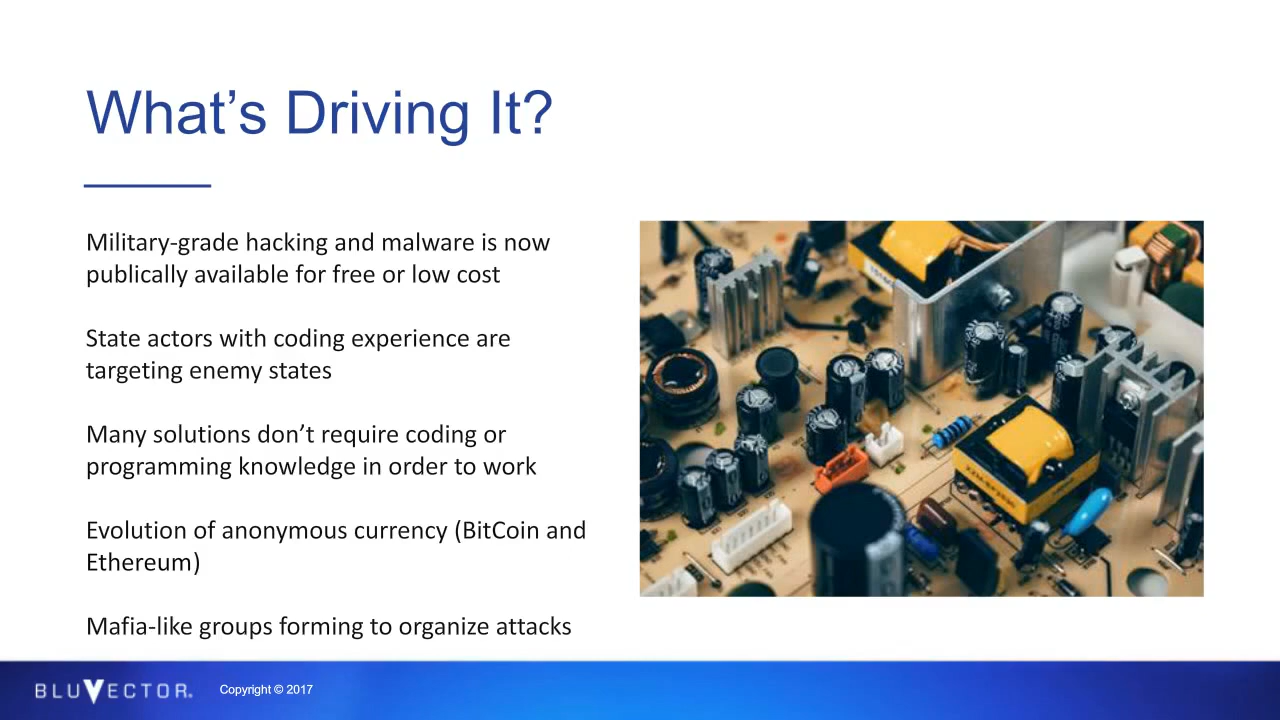 What’s Driving It?
Military-grade hacking and malware is now
publically available for free or low cost
State actors with coding experience are
targeting enemy states
Many solutions don’t require coding or
programming knowledge in order to work
Evolution of anonymous currency (BitCoin and
Ethereum)
Mafia-like groups forming to organize attacks
BLUVECTOR.
Copyright © 2017